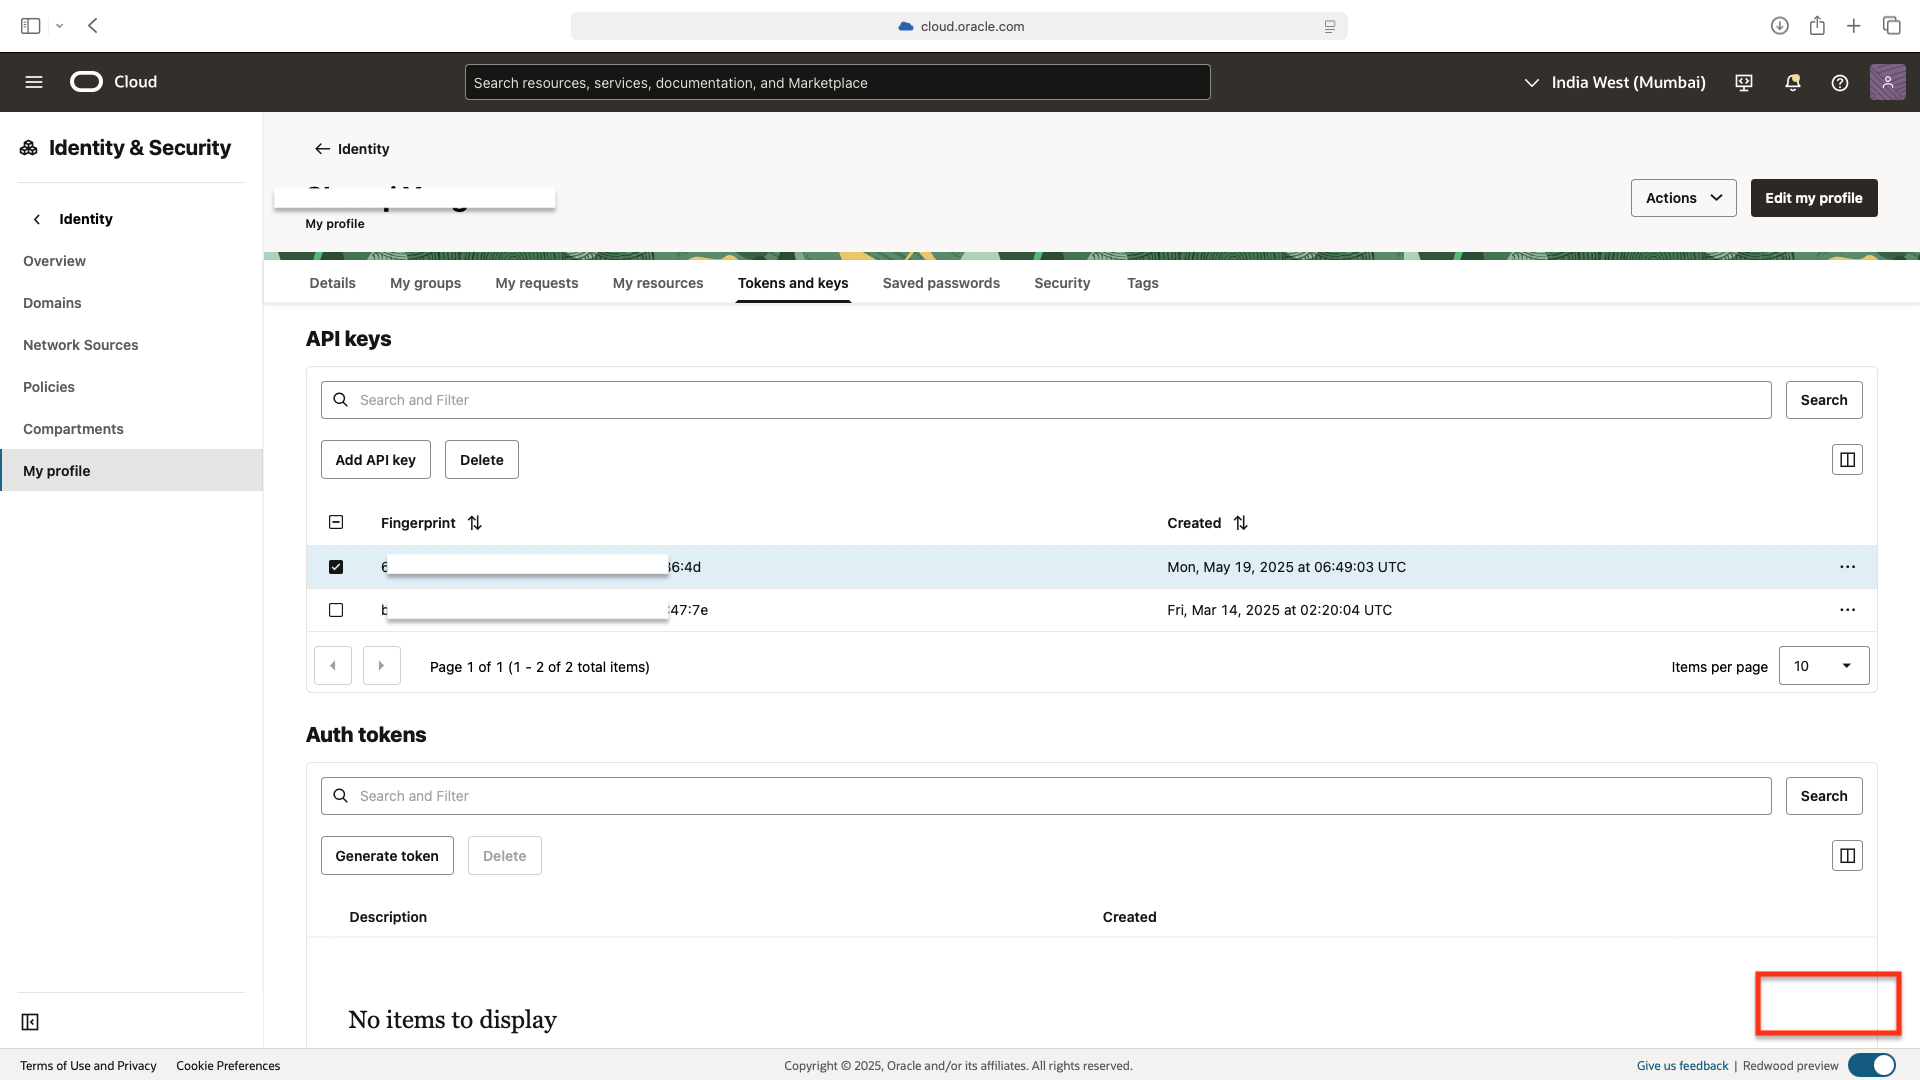 cloud.oracle.com
Cloud
Search resources, services, documentation, and Marketplace
India West (Mumbai)
Identity & Security
Identity
Overview
Domains
Network Sources
Policies
Compartments
My profile
Identity
My profile
Actions
Edit my profile
Details
My groups
My requests
My resources
Tokens and keys
Saved passwords
Security
Tags
API keys
Search and Filter
Search
Add API key
Delete
Fingerprint
Created
6:4d
Mon, May 19, 2025 at 06:49:03 UTC
47:7e
Fri, Mar 14, 2025 at 02:20:04 UTC
Page 1 of 1 (1 - 2 of 2 total items)
Items per page
10
Auth tokens
Search and Filter
Search
Generate token
Delete
Description
Created
No items to display
Terms of Use and Privacy
Cookie Preferences
Copyright © 2025, Oracle and/or its affiliates. All rights reserved.
Give us feedback | Redwood preview